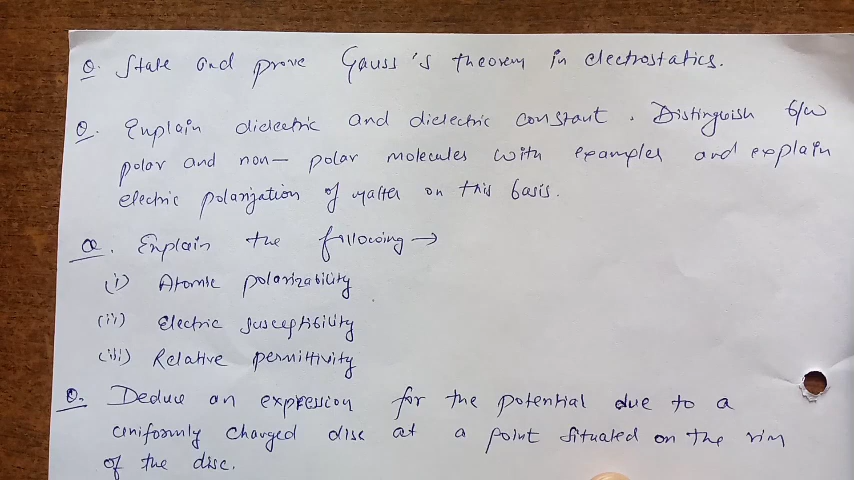 Q. State and prove Gauss's theorem in electrostatics.
Q. Explain dielectric and dielectric constant. Distinguish b/w
polar and non- polar molecules with examples and explain
electric polarization of matter on this basis.
Q. Explain the following →
(i) Atomic polarizability
(ii) Electric susceptibility
(iii) Relative permittivity
Q. Deduce an expression for the potential due to a
uniformly charged disc at a point situated on the rim
of the disc.